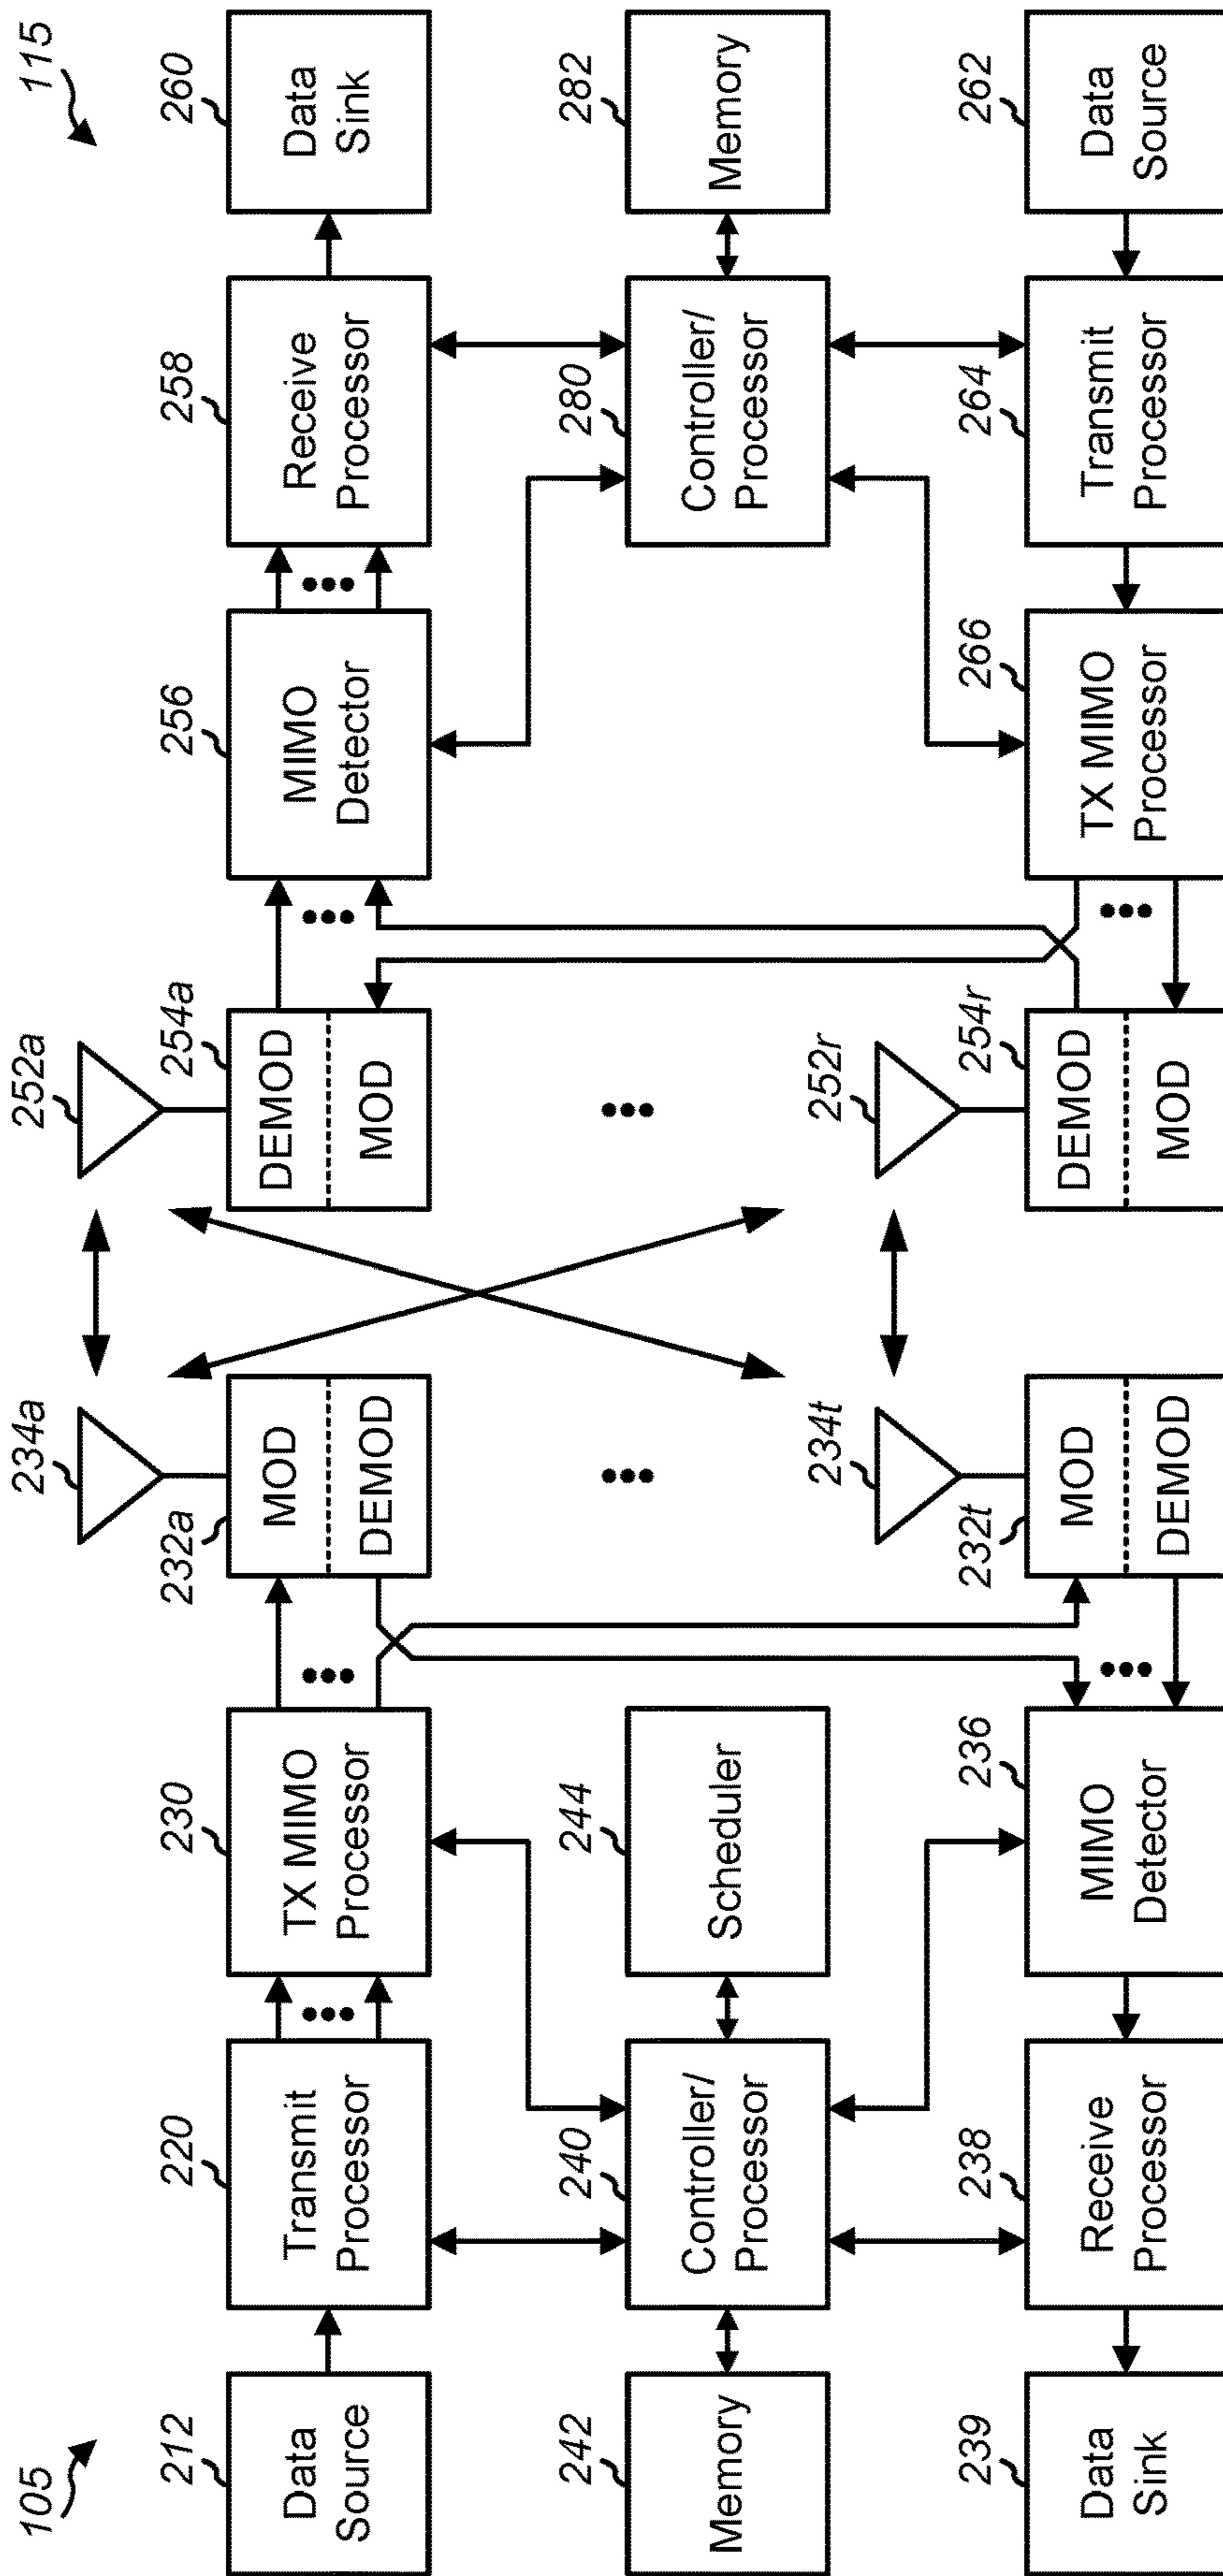 105
212
Data
Source
220
Transmit
Processor
230
TX MIMO
Processor
232a
MOD
DEMOD
234a
252a
254a
DEMOD
MOD
256
MIMO
Detector
258
Receive
Processor
260
Data
Sink
115
242
Memory
240
Controller/
Processor
244
Scheduler
280
Controller/
Processor
282
Memory
239
Data
Sink
238
Receive
Processor
236
MIMO
Detector
232t
MOD
DEMOD
234t
252r
254r
DEMOD
MOD
266
TX MIMO
Processor
264
Transmit
Processor
262
Data
Source